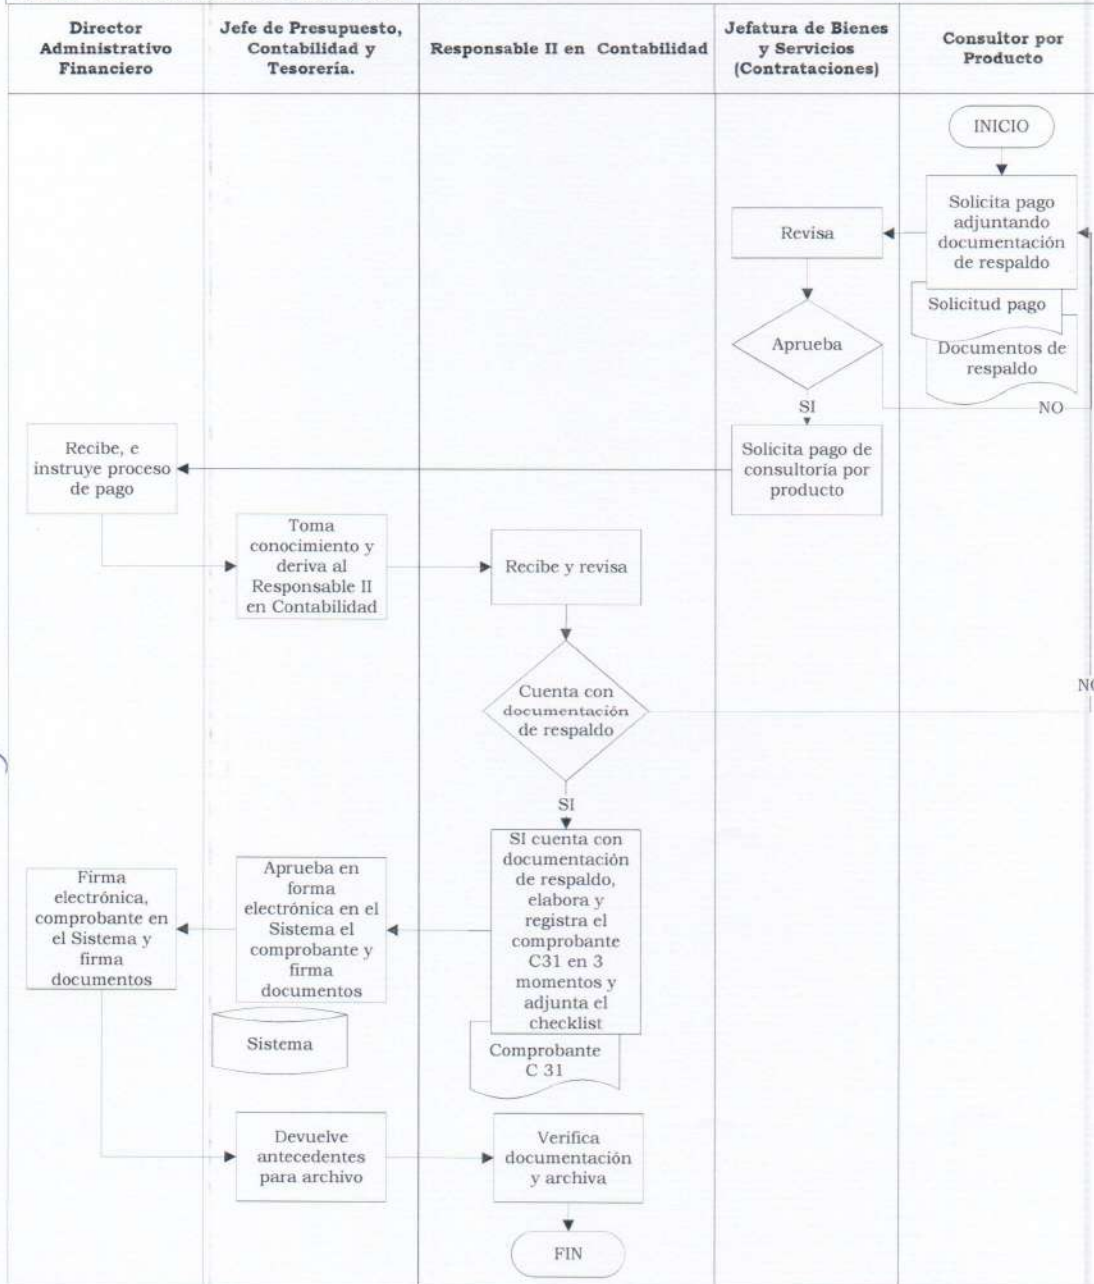 Director
Administrativo
Financiero
Jefe de Presupuesto,
Contabilidad y
Tesorería.
Responsable II en Contabilidad
Jefatura de Bienes
y Servicios
(Contrataciones)
Consultor por
Producto
INICIO
Solicita pago
adjuntando
documentación
de respaldo
Revisa
Solicitud pago
Documentos de
respaldo
Aprueba
SI
NO
Solicita pago de
consultoría por
producto
Recibe, e
instruye proceso
de pago
Toma
conocimiento y
deriva al
Responsable II
en Contabilidad
Recibe y revisa
Cuenta con
documentación
de respaldo
NO
SI
SI cuenta con
documentación
de respaldo,
elabora y
registra el
comprobante
C31 en 3
momentos y
adjunta el
checklist
Comprobante
C 31
Aprueba en
forma
electrónica en el
Sistema el
comprobante y
firma
documentos
Sistema
Firma
electrónica,
comprobante en
el Sistema y
firma
documentos
Devuelve
antecedentes
para archivo
Verifica
documentación
y archiva
FIN